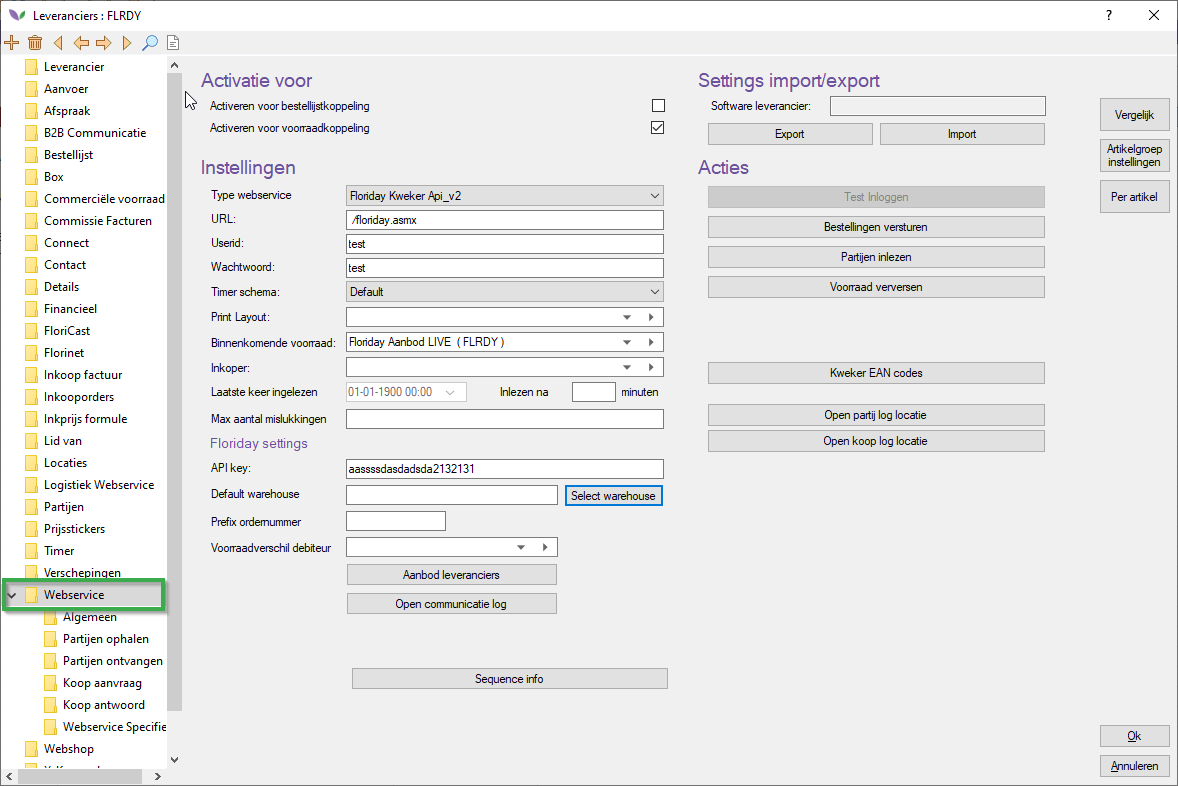 Leveranciers : FLRDY
?
Leverancier
Aanvoer
Afspraak
B2B Communicatie
Bestellijst
Box
Commerciële voorraad
Commissie Facturen
Connect
Contact
Details
Financieel
FloriCast
Florinet
Inkoop factuur
Inkooporders
Inkprijs formule
Lid van
Locaties
Logistiek Webservice
Partijen
Prijsstickers
Timer
Verschepingen
Webservice
Algemeen
Partijen ophalen
Partijen ontvangen
Koop aanvraag
Koop antwoord
Webservice Specifie
Webshop
Activatie voor
Activeren voor bestellijstkoppeling
Activeren voor voorraadkoppeling
Instellingen
Type webservice Floriday Kweker Api_v2
URL: /floriday.asmx
Userid: test
Wachtwoord: test
Timer schema: Default
Print Layout:
Binnenkomende voorraad: Floriday Aanbod LIVE ( FLRDY )
Inkoper:
Laatste keer ingelezen 01-01-1900 00:00 Inlezen na minuten
Max aantal mislukkingen
Floriday settings
API key: aassssdasdadsda2132131
Default warehouse Select warehouse
Prefix ordernummer
Voorraadverschil debiteur
Aanbod leveranciers
Open communicatie log
Sequence info
Settings import/export
Software leverancier:
Export Import
Acties
Test Inloggen
Bestellingen versturen
Partijen inlezen
Voorraad verversen
Kweker EAN codes
Open partij log locatie
Open koop log locatie
Vergelijk
Artikelgroep
instellingen
Per artikel
Ok
Annuleren